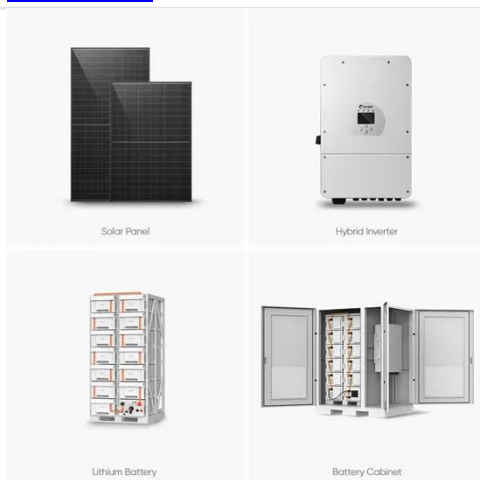 Solar Panel
Hybrid Inverter
Lithium Battery
Battery Cabinet